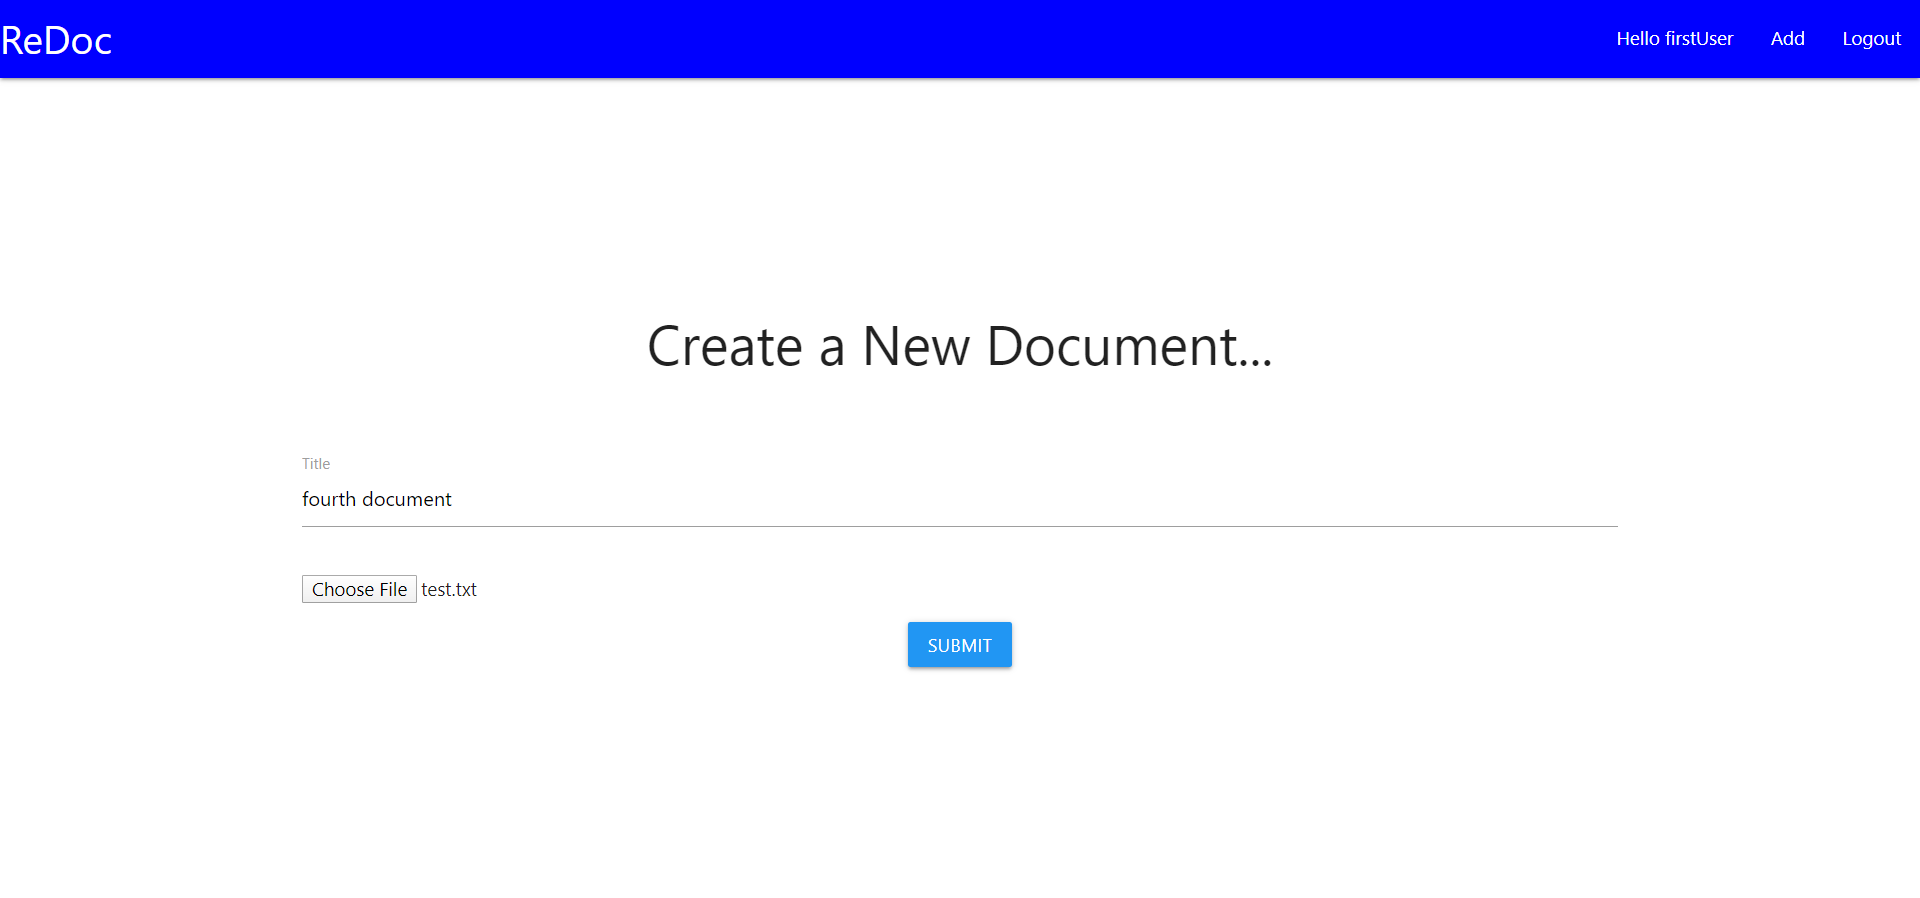 ReDoc
Hello firstUser
Add
Logout
Create a New Document...
Title
fourth document
Choose File test.txt
SUBMIT